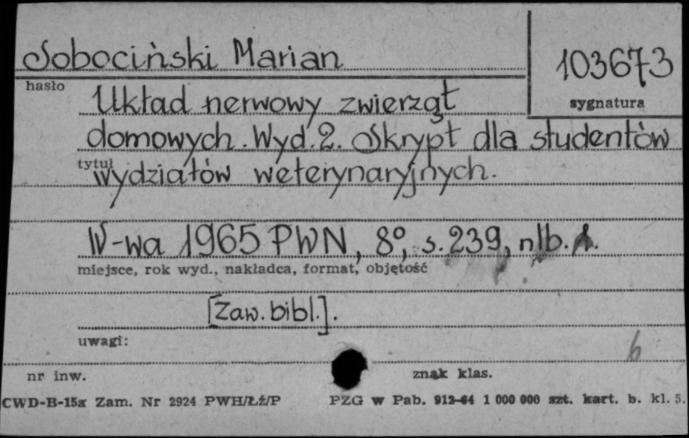 Sobociński Marian
103673
hasło
sygnatura
Układ nerwowy zwierząt
domowych. Wyd. 2. Skrypt dla studentów
tytuł
wydziałów weterynaryjnych.
W-wa 1965 PWN, 8°, s. 239, nlb. 1.
miejsce, rok wyd., nakładca, format, objętość
[Zaw. bibl.].
uwagi:
b
nr inw.
znak klas.
CWD-B-15x Zam. Nr 2924 PWH/ŁŻ/P
PZG w Pab. 912-64 1 000 000 szt. kart. b. kl. 5.